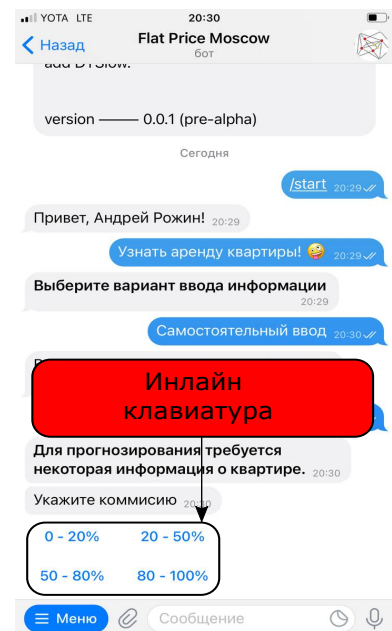 YOTA LTE 20:30
Назад Flat Price Moscow
бот
add DTSlow.
version —— 0.0.1 (pre-alpha)
Сегодня
/start 20:29
Привет, Андрей Рожин! 20:29
Узнать аренду квартиры! 20:29
Выберите вариант ввода информации
20:29
Самостоятельный ввод 20:30
Инлайн
клавиатура
Для прогнозирования требуется
некоторая информация о квартире. 20:30
Укажите коммисию 20:30
0 - 20% 20 - 50%
50 - 80% 80 - 100%
Меню Сообщение